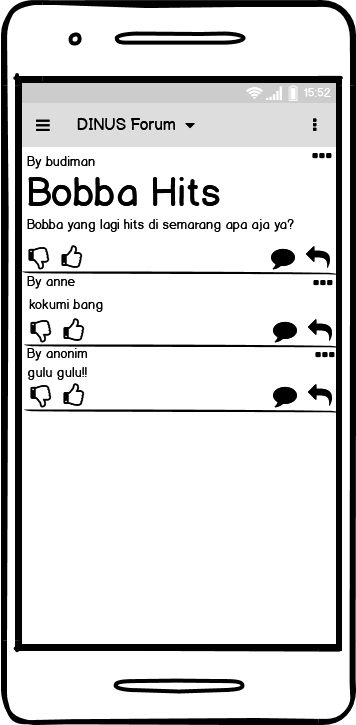 15:52
DINUS Forum
By budiman
Bobba Hits
Bobba yang lagi hits di semarang apa aja ya?
By anne
kokumi bang
By anonim
gulu gulu!!